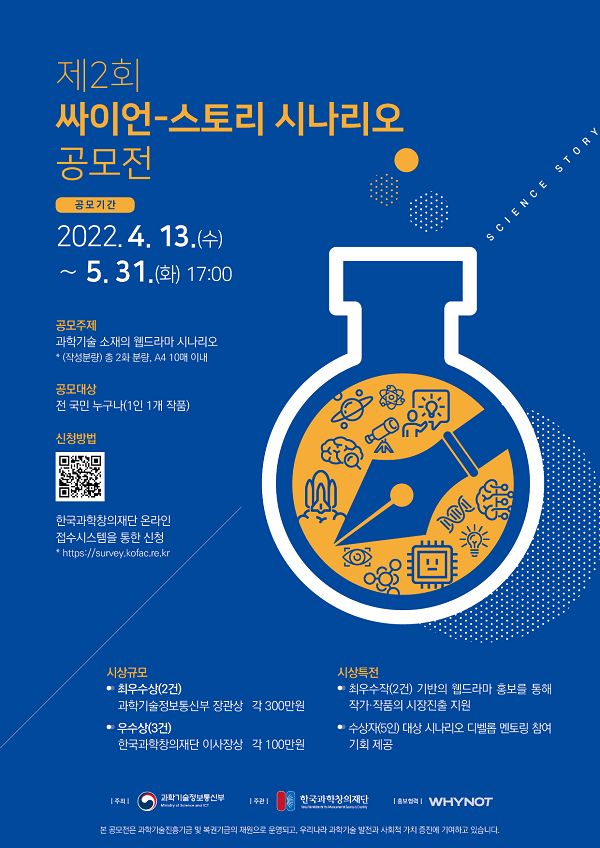 제2회
싸이언-스토리 시나리오
공모전
SCIENCE STORY
공모기간
2022. 4. 13.(수)
~ 5. 31.(화) 17:00
공모주제
과학기술 소재의 웹드라마 시나리오
* (작성분량) 총 2화 분량, A4 10매 이내
공모대상
전 국민 누구나(1인 1개 작품)
신청방법
한국과학창의재단 온라인
접수시스템을 통한 신청
* https://survey.kofac.re.kr
시상규모
최우수상(2건)
과학기술정보통신부 장관상 각 300만원
우수상(3건)
한국과학창의재단 이사장상 각 100만원
시상특전
최우수작(2건) 기반의 웹드라마 홍보를 통해
작가·작품의 시장진출 지원
수상자(5인) 대상 시나리오 디벨롭 멘토링 참여
기회 제공
| 주최 | 과학기술정보통신부
Ministry of Science and ICT
| 주관 | 한국과학창의재단
| 홍보협력 | WHYNOT
본 공모전은 과학기술진흥기금 및 복권기금의 재원으로 운영되고, 우리나라 과학기술 발전과 사회적 가치 증진에 기여하고 있습니다.